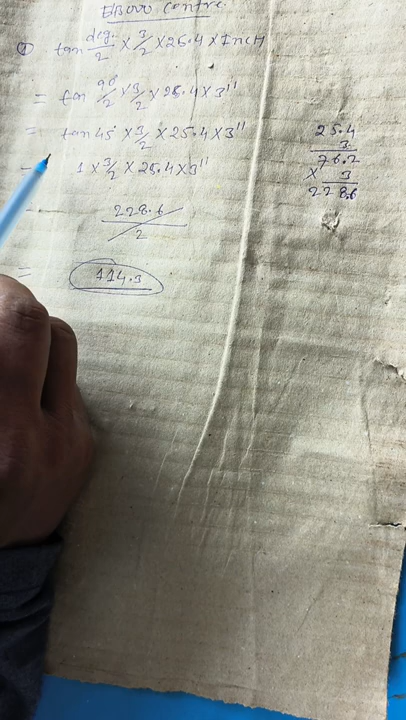 Elbow centre
① tan deg./2 × 3/2 × 25.4 × IncH
= tan 90°/2 × 3/2 × 25.4 × 3"
= tan 45° × 3/2 × 25.4 × 3"
= 1 × 3/2 × 25.4 × 3"
228.6/2
= 114.3
25.4
3
76.2
× 3
228.6